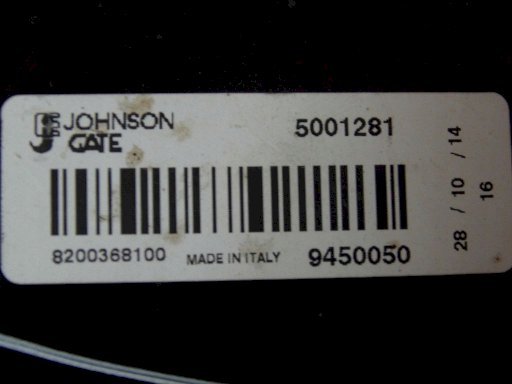 JOHNSON
GATE
5001281
8200368100
MADE IN ITALY
9450050
28 / 10 / 14
16